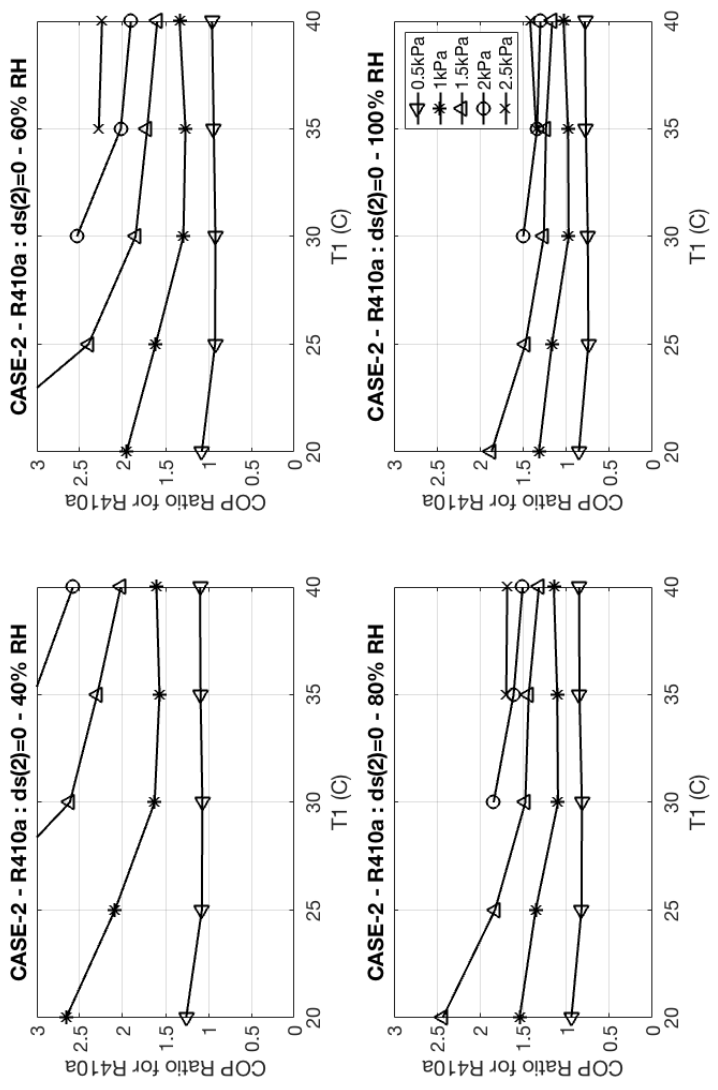 CASE-2 - R410a : ds(2)=0 - 40% RH
COP Ratio for R410a
3
2.5
2
1.5
1
0.5
0
20
25
30
35
40
T1 (C)
CASE-2 - R410a : ds(2)=0 - 60% RH
COP Ratio for R410a
3
2.5
2
1.5
1
0.5
0
20
25
30
35
40
T1 (C)
CASE-2 - R410a : ds(2)=0 - 80% RH
COP Ratio for R410a
3
2.5
2
1.5
1
0.5
0
20
25
30
35
40
T1 (C)
CASE-2 - R410a : ds(2)=0 - 100% RH
COP Ratio for R410a
3
2.5
2
1.5
1
0.5
0
20
25
30
35
40
T1 (C)
0.5kPa
1kPa
1.5kPa
2kPa
2.5kPa